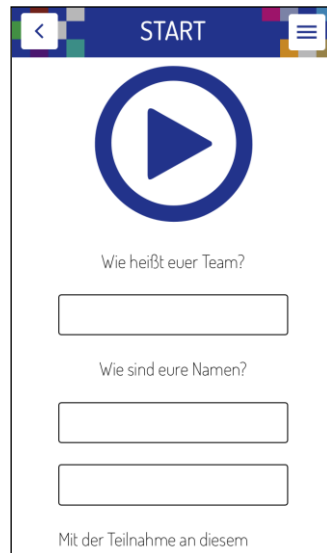 START
Wie heißt euer Team?
Wie sind eure Namen?
Mit der Teilnahme an diesem